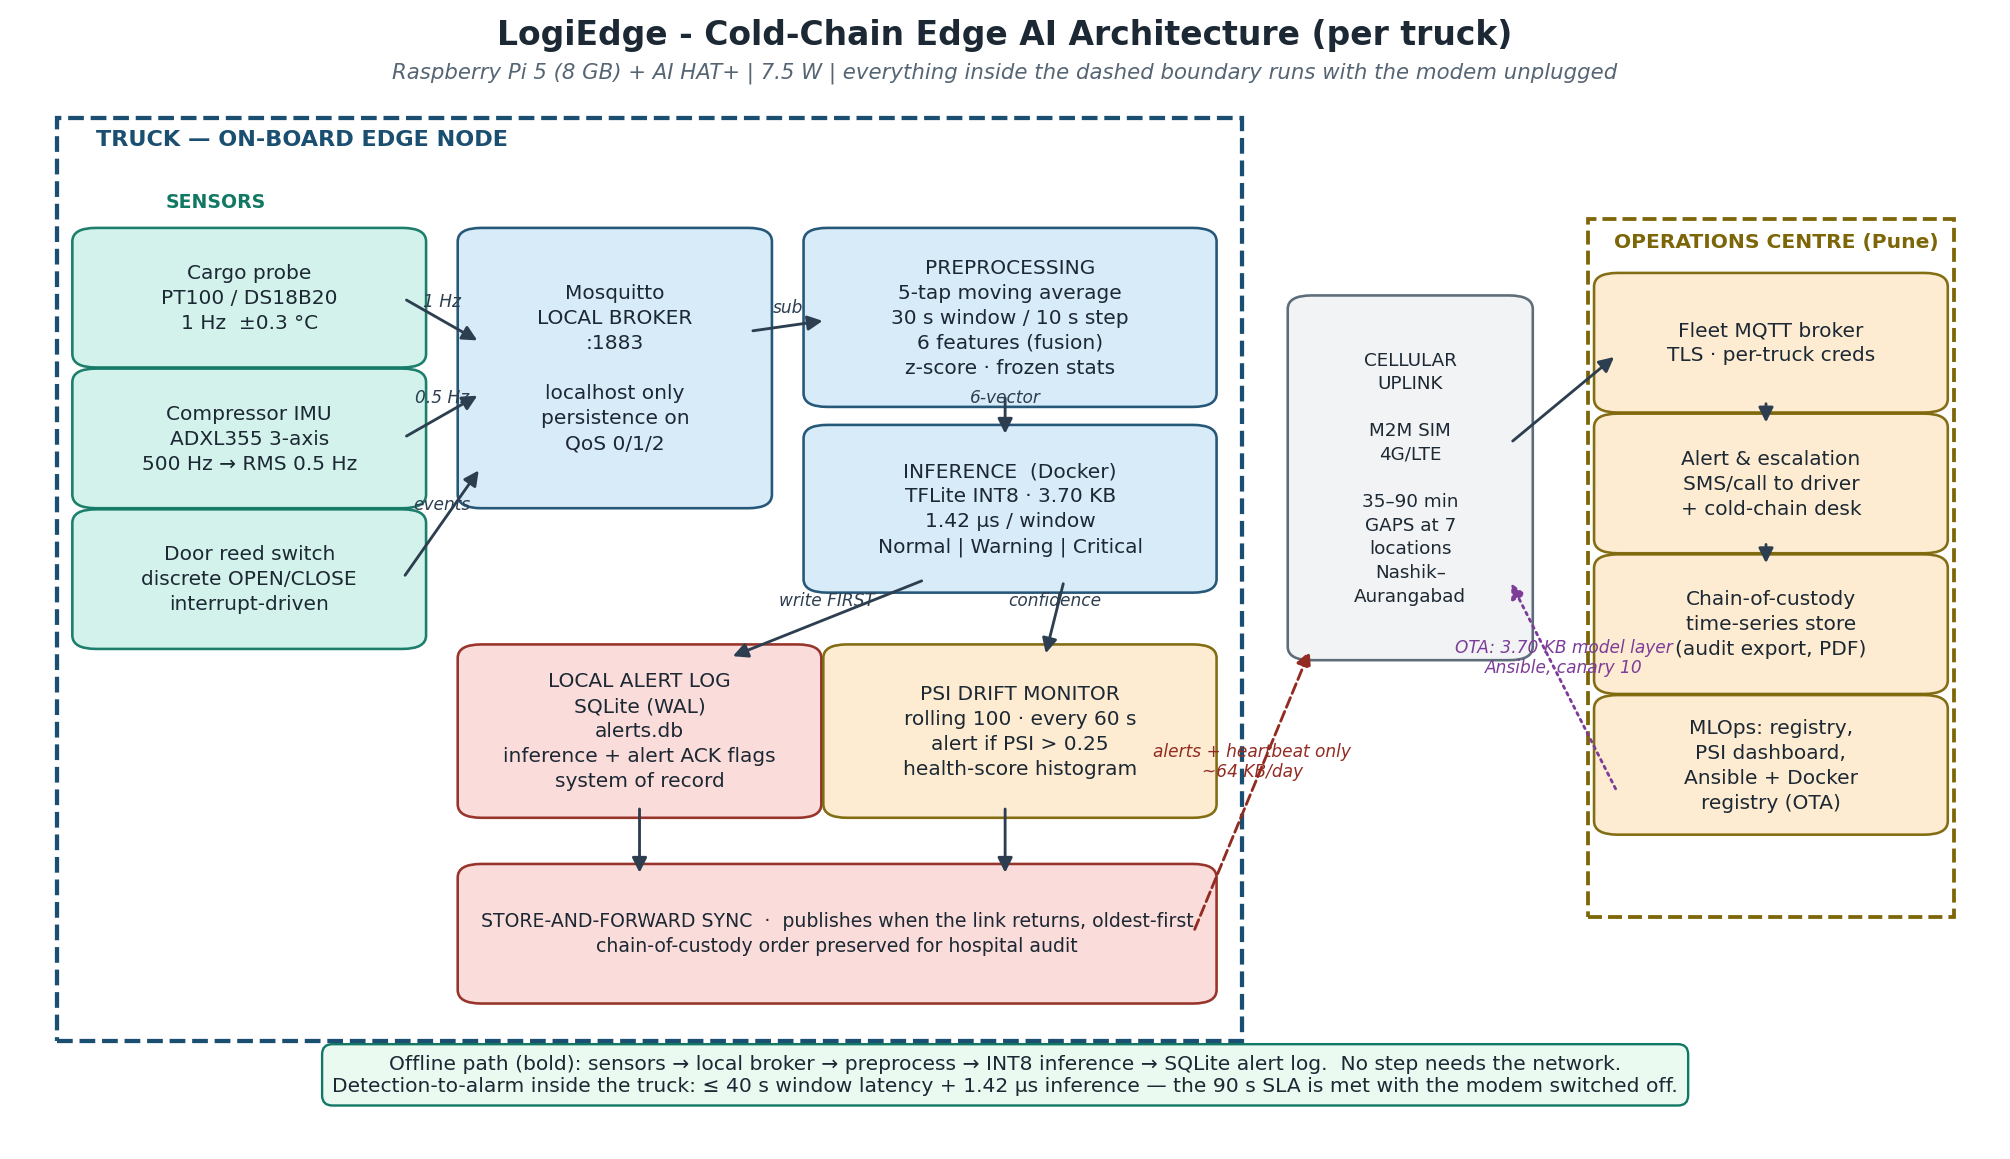 LogiEdge - Cold-Chain Edge AI Architecture (per truck)
Raspberry Pi 5 (8 GB) + AI HAT+ | 7.5 W | everything inside the dashed boundary runs with the modem unplugged
TRUCK — ON-BOARD EDGE NODE
SENSORS
Cargo probe
PT100 / DS18B20
1 Hz  ±0.3 °C
1 Hz
Compressor IMU
ADXL355 3-axis
500 Hz → RMS 0.5 Hz
0.5 Hz
Door reed switch
discrete OPEN/CLOSE
interrupt-driven
events
Mosquitto
LOCAL BROKER
:1883
localhost only
persistence on
QoS 0/1/2
sub
PREPROCESSING
5-tap moving average
30 s window / 10 s step
6 features (fusion)
z-score · frozen stats
6-vector
INFERENCE  (Docker)
TFLite INT8 · 3.70 KB
1.42 µs / window
Normal | Warning | Critical
write FIRST
confidence
LOCAL ALERT LOG
SQLite (WAL)
alerts.db
inference + alert ACK flags
system of record
PSI DRIFT MONITOR
rolling 100 · every 60 s
alert if PSI > 0.25
health-score histogram
STORE-AND-FORWARD SYNC  ·  publishes when the link returns, oldest-first
chain-of-custody order preserved for hospital audit
alerts + heartbeat only
~64 KB/day
CELLULAR
UPLINK
M2M SIM
4G/LTE
35–90 min
GAPS at 7
locations
Nashik–
Aurangabad
OTA: 3.70 KB model layer
Ansible, canary 10
OPERATIONS CENTRE (Pune)
Fleet MQTT broker
TLS · per-truck creds
Alert & escalation
SMS/call to driver
+ cold-chain desk
Chain-of-custody
time-series store
(audit export, PDF)
MLOps: registry,
PSI dashboard,
Ansible + Docker
registry (OTA)
Offline path (bold): sensors → local broker → preprocess → INT8 inference → SQLite alert log.  No step needs the network.
Detection-to-alarm inside the truck: ≤ 40 s window latency + 1.42 µs inference — the 90 s SLA is met with the modem switched off.